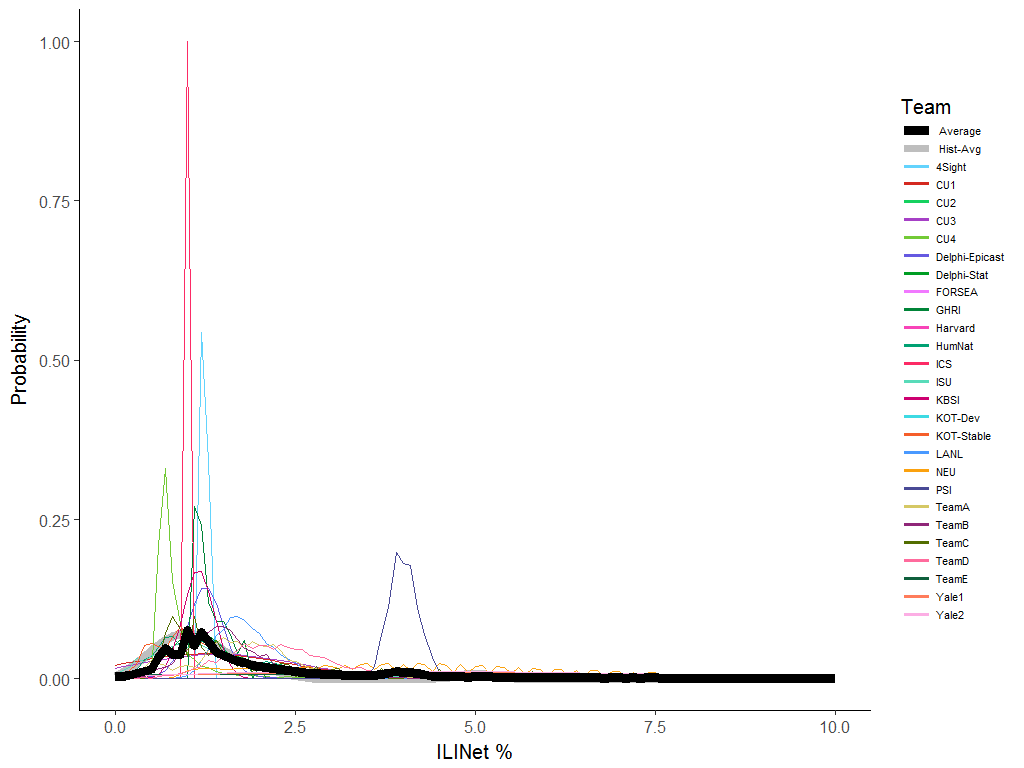 1.00
0.75
0.50
0.25
0.00
Probability
0.0
2.5
5.0
7.5
10.0
ILINet %
Team
Average
Hist-Avg
4Sight
CU1
CU2
CU3
CU4
Delphi-Epicast
Delphi-Stat
FORSEA
GHRI
Harvard
HumNat
ICS
ISU
KBSI
KOT-Dev
KOT-Stable
LANL
NEU
PSI
TeamA
TeamB
TeamC
TeamD
TeamE
Yale1
Yale2